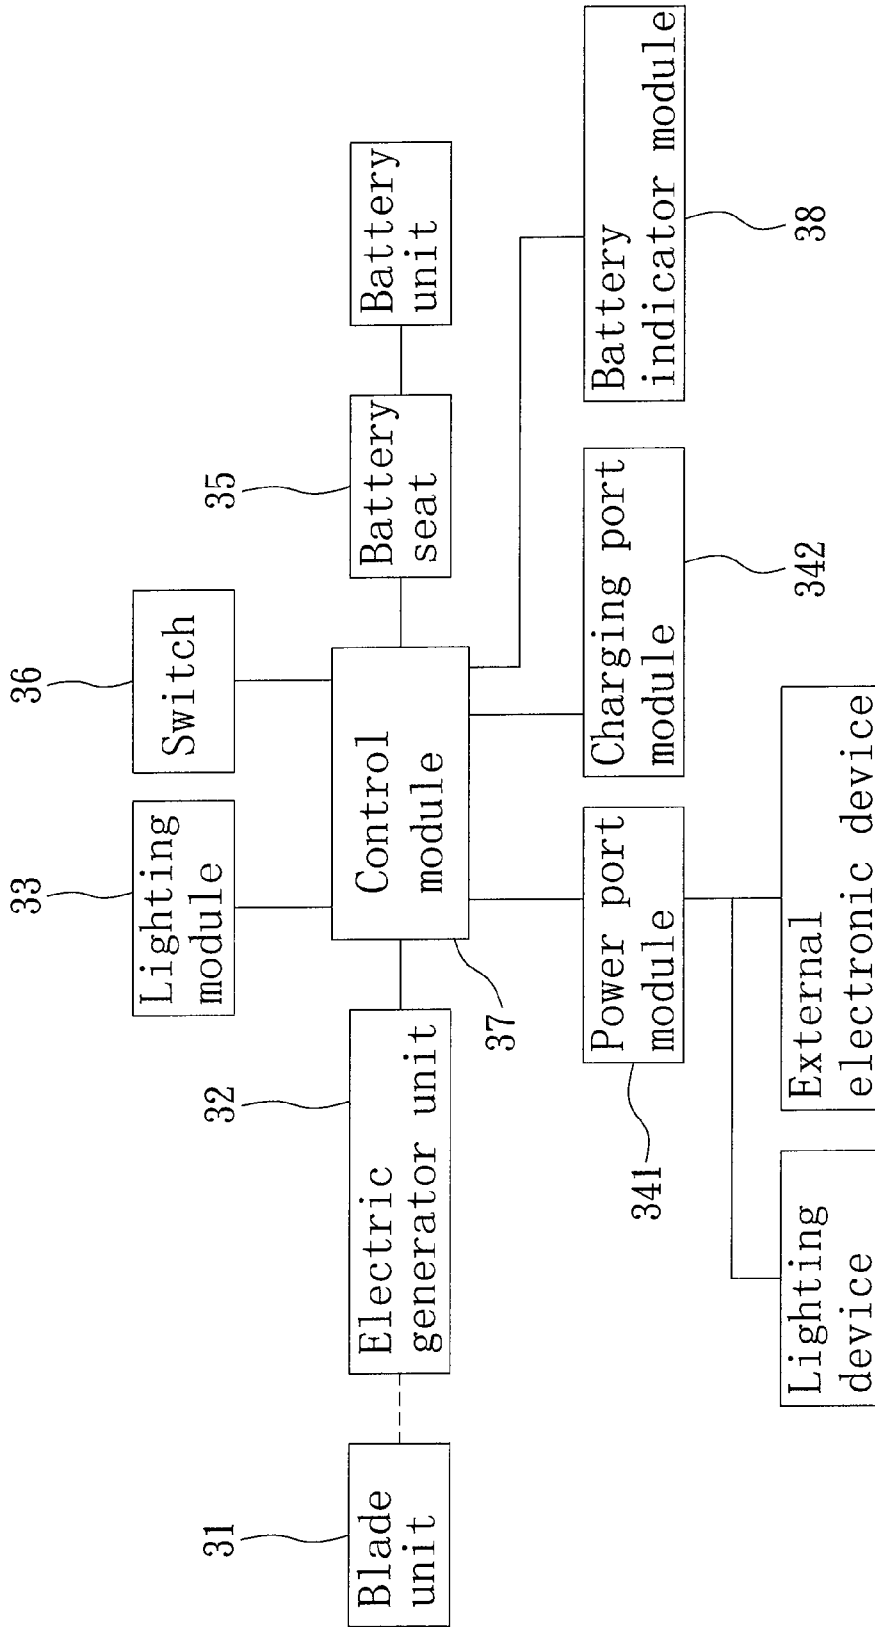 33
36
Lighting
module
Switch
31
32
35
Blade
unit
Electric
generator unit
Control
module
Battery
seat
Battery
unit
37
341
Power port
module
Charging port
module
342
Battery
indicator module
38
Lighting
device
External
electronic device